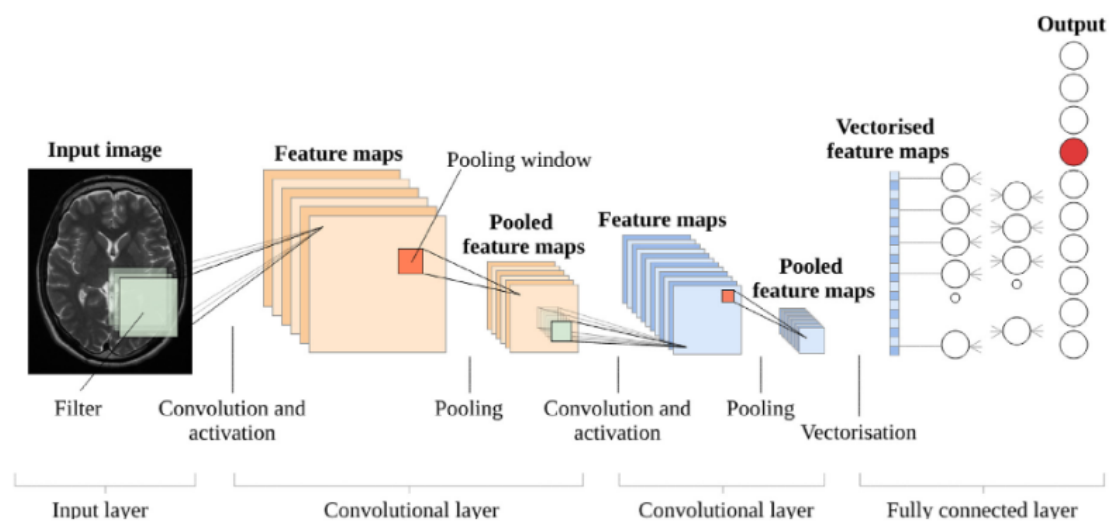 Output
Vectorised
feature maps
Input image
Feature maps
Pooling window
Pooled
feature maps
Feature maps
Pooled
feature maps
Filter
Convolution and
activation
Pooling
Convolution and
activation
Pooling
Vectorisation
Input layer
Convolutional layer
Convolutional layer
Fully connected layer